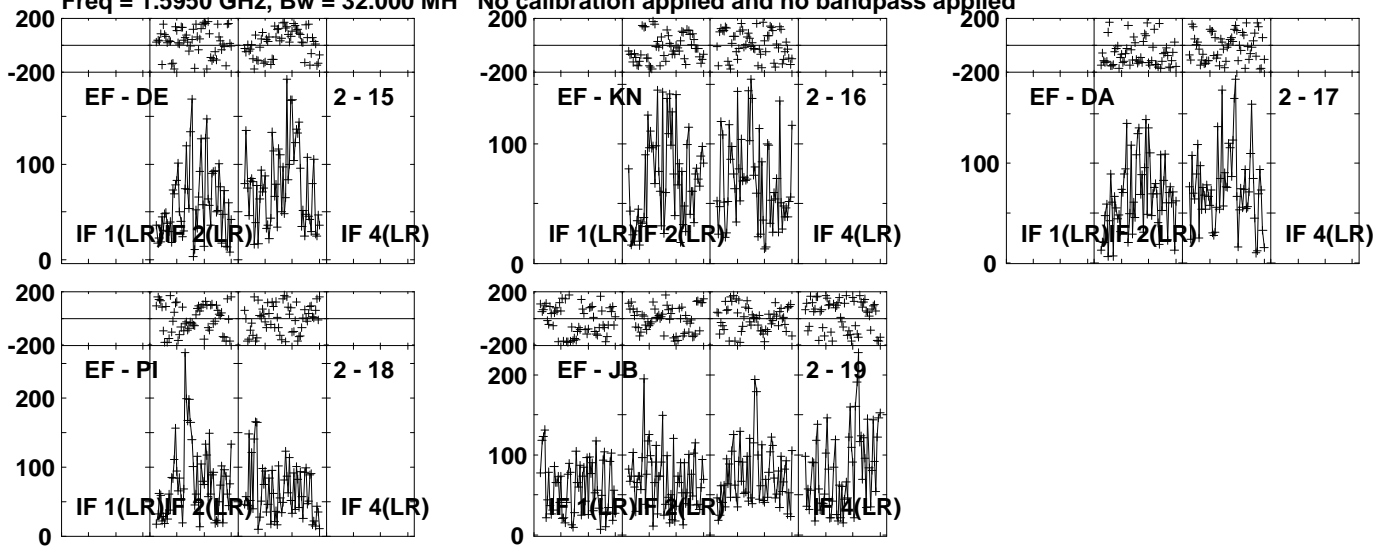 Freq = 1.5950 GHz, Bw = 32.000 MH No calibration applied and no bandpass applied
200
-200
EF - DE
2 - 15
100
0
IF 1(LR)
IF 2(LR)
IF 4(LR)
EF - KN
2 - 16
100
0
IF 1(LR)
IF 2(LR)
IF 4(LR)
200
-200
EF - DA
2 - 17
100
0
IF 1(LR)
IF 2(LR)
IF 4(LR)
200
-200
EF - PI
2 - 18
200
100
0
IF 1(LR)
IF 2(LR)
IF 4(LR)
200
-200
EF - JB
2 - 19
200
100
0
IF 1(LR)
IF 2(LR)
IF 4(LR)